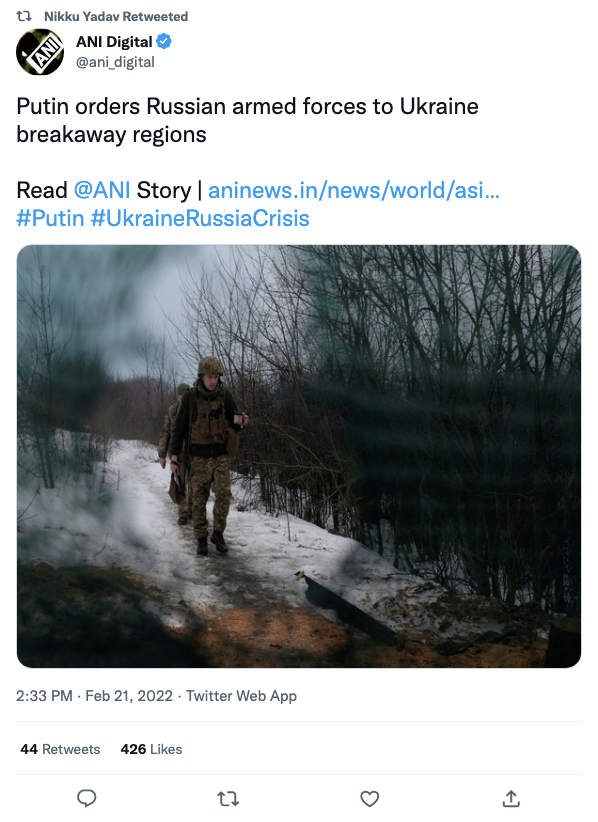 Nikku Yadav Retweeted
ANI
ANI Digital
@ani_digital
Putin orders Russian armed forces to Ukraine
breakaway regions
Read @ANI Story | aninews.in/news/world/asi...
#Putin #UkraineRussiaCrisis
2:33 PM · Feb 21, 2022 · Twitter Web App
44 Retweets 426 Likes